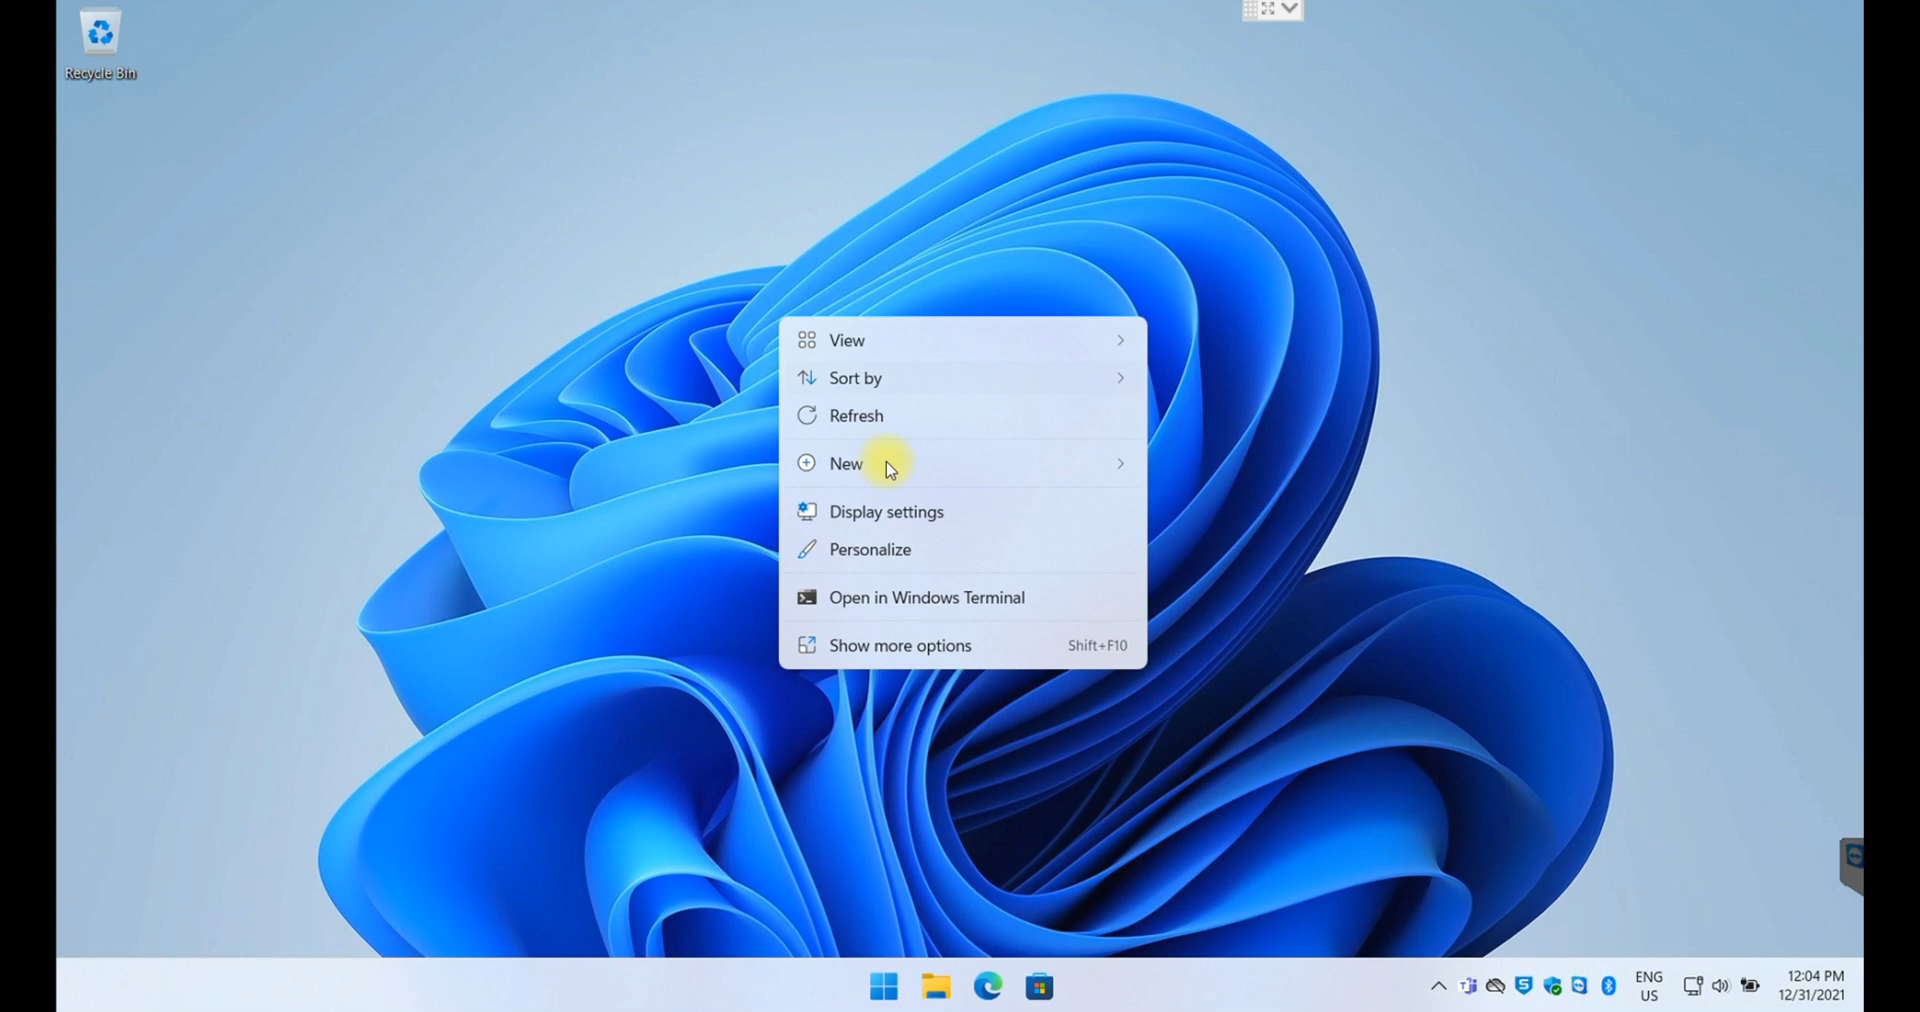 Recycle Bin
View
Sort by
Refresh
New
Display settings
Personalize
Open in Windows Terminal
Show more options Shift+F10
ENG
US
12:04 PM
12/31/2021